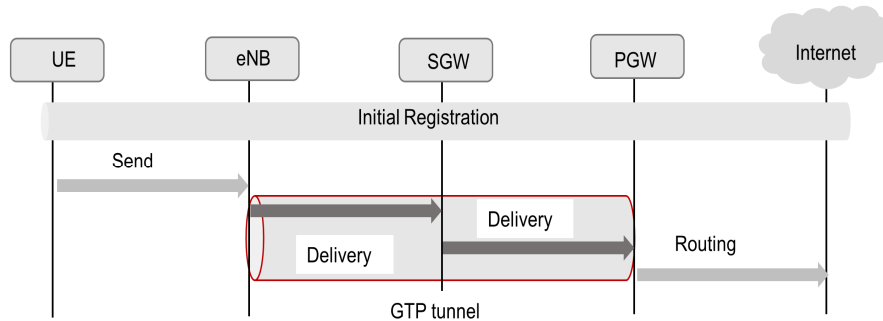 UE
eNB
SGW
PGW
Internet
Initial Registration
Send
Delivery
Delivery
Routing
GTP tunnel